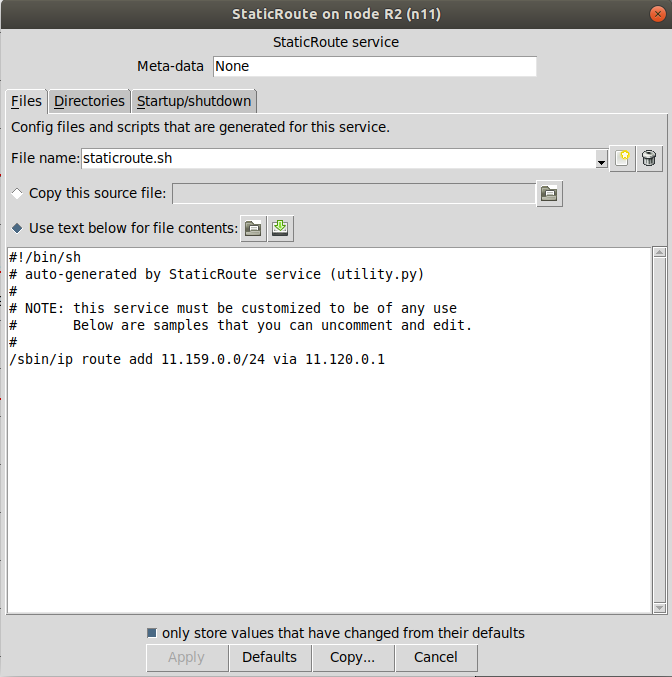 StaticRoute on node R2 (n11)
StaticRoute service
Meta-data None
Files Directories Startup/shutdown
Config files and scripts that are generated for this service.
File name: staticroute.sh
Copy this source file:
Use text below for file contents:
#!/bin/sh
# auto-generated by StaticRoute service (utility.py)
#
# NOTE: this service must be customized to be of any use
#       Below are samples that you can uncomment and edit.
#
/sbin/ip route add 11.159.0.0/24 via 11.120.0.1
only store values that have changed from their defaults
Apply Defaults Copy... Cancel